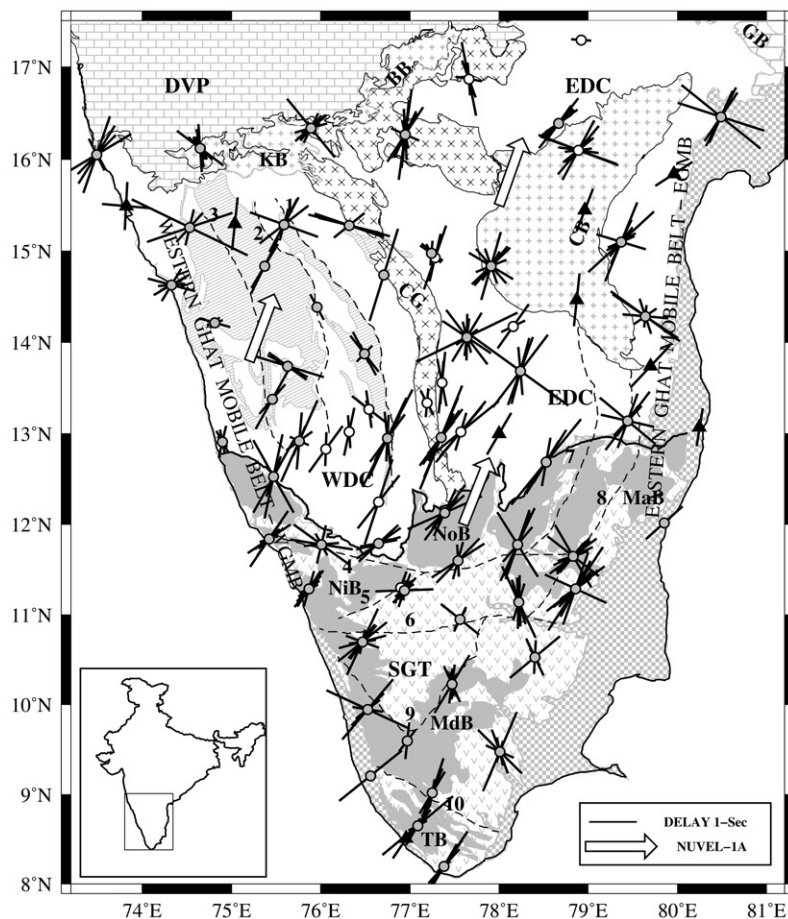 17°N
16°N
15°N
14°N
13°N
12°N
11°N
10°N
9°N
8°N
GB
BB
DVP
EDC
KB
3
1
2
CB
CG
WESTERN GHAT MOBILE BELT
EASTERN GHAT MOBILE BELT-EGMB
EDC
WDC
8 MaB
NoB
4
GMB
NiB
5
6
SGT
9
MdB
10
TB
DELAY 1-Sec
NUVEL-1A
74°E 75°E 76°E 77°E 78°E 79°E 80°E 81°E